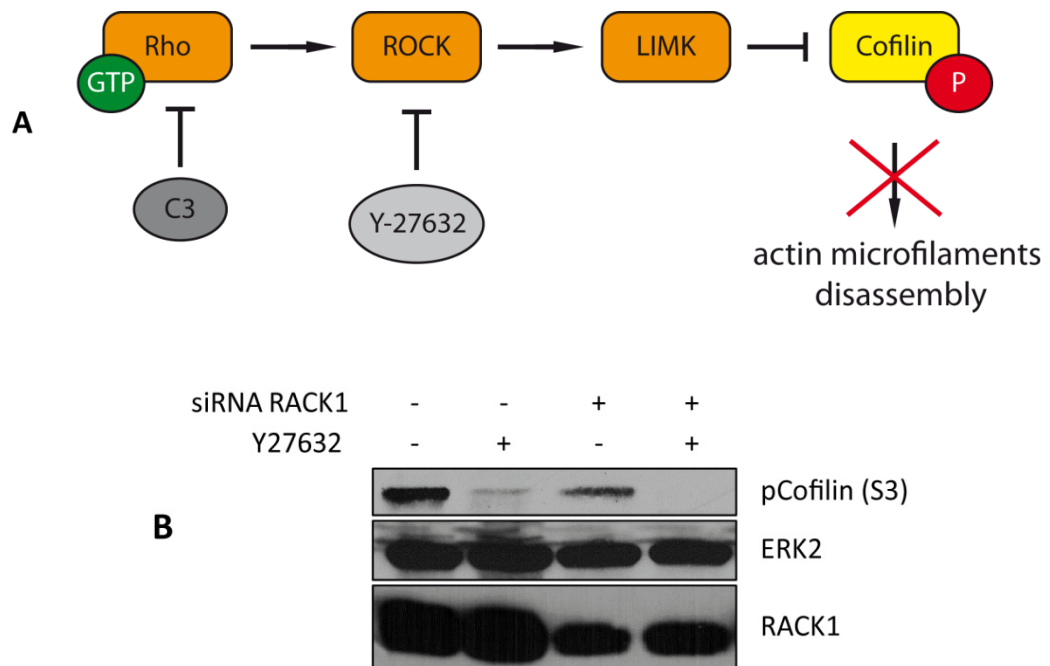 Rho
ROCK
LIMK
Cofilin
GTP
P
A
C3
Y-27632
actin microfilaments
disassembly
siRNA RACK1 - - + +
Y27632 - + - +
pCofilin (S3)
B
ERK2
RACK1